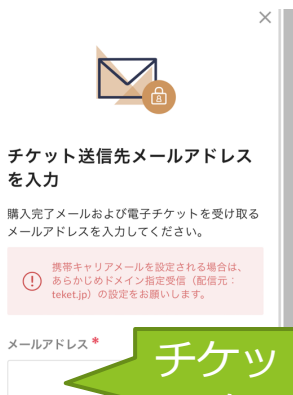 チケット送信先メールアドレス
を入力
購入完了メールおよび電子チケットを受け取る
メールアドレスを入力してください。
携帯キャリアメールを設定される場合は、
あらかじめドメイン指定受信（配信元：
teket.jp）の設定をお願いします。
メールアドレス *
チケッ